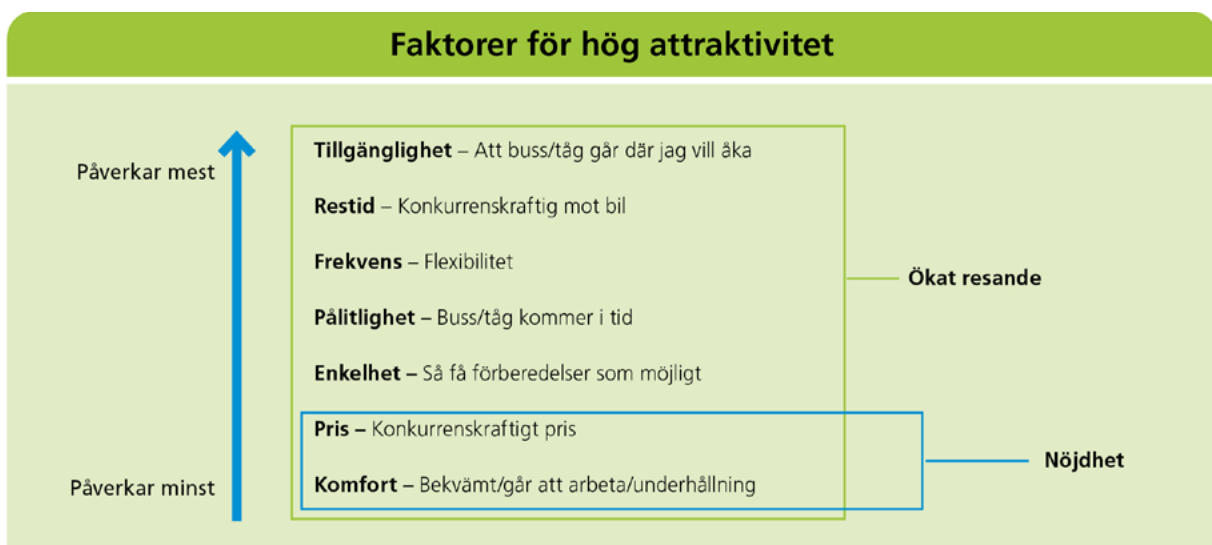 Faktorer för hög attraktivitet
Påverkar mest
Tillgänglighet – Att buss/tåg går där jag vill åka
Restid – Konkurrenskraftig mot bil
Frekvens – Flexibilitet
Ökat resande
Pålitlighet – Buss/tåg kommer i tid
Enkelhet – Så få förberedelser som möjligt
Pris – Konkurrenskraftigt pris
Nöjdhet
Påverkar minst
Komfort – Bekvämt/går att arbeta/underhållning